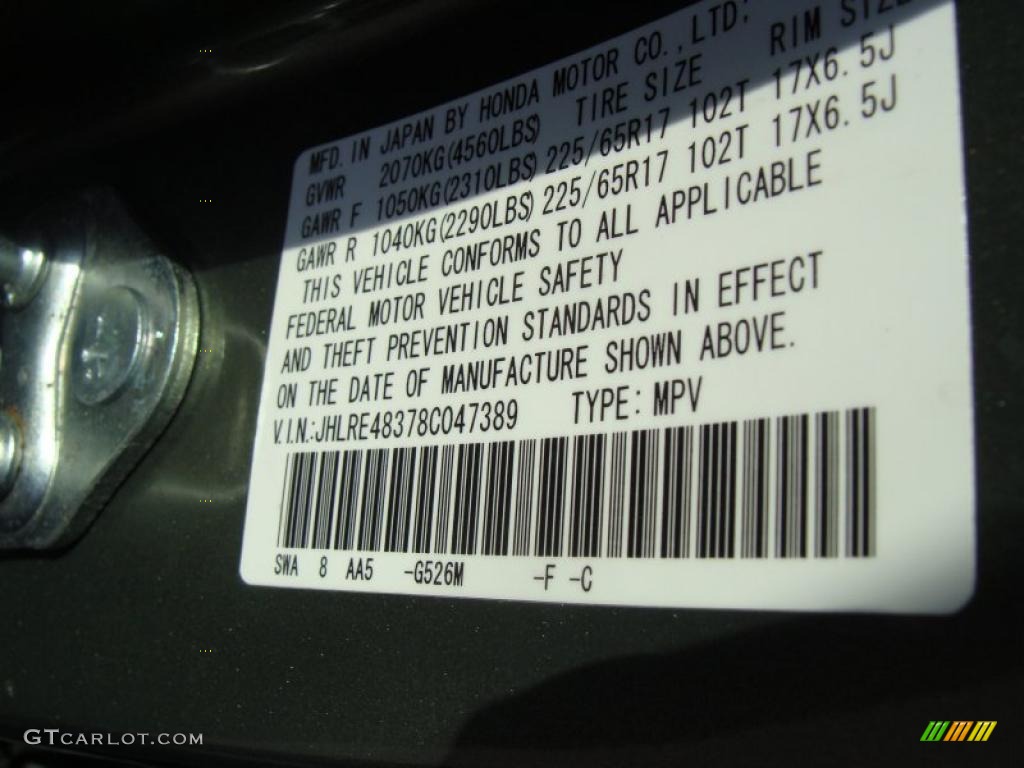 MFD. IN JAPAN BY HONDA MOTOR CO.,LTD.
GVWR 2070KG(4560LBS) TIRE SIZE RIM SIZE
GAWR F 1050KG(2310LBS) 225/65R17 102T 17X6.5J
GAWR R 1040KG(2290LBS) 225/65R17 102T 17X6.5J
THIS VEHICLE CONFORMS TO ALL APPLICABLE
FEDERAL MOTOR VEHICLE SAFETY
AND THEFT PREVENTION STANDARDS IN EFFECT
ON THE DATE OF MANUFACTURE SHOWN ABOVE.
V.I.N.:JHLRE48378C047389 TYPE: MPV
SWA 8 AA5 -G526M -F -C
GTCARLOT.COM